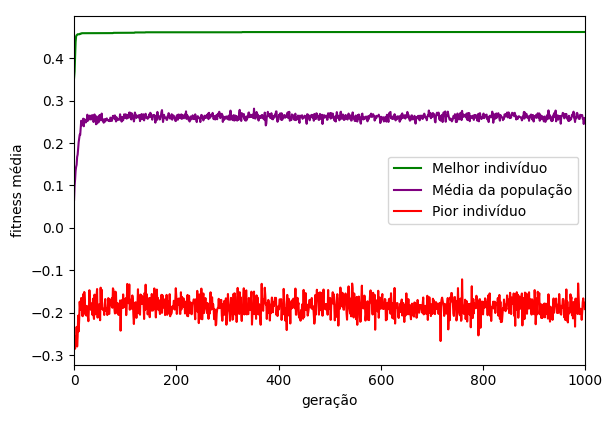 fitness média
0.4
0.3
0.2
0.1
0.0
−0.1
−0.2
−0.3
Melhor indivíduo
Média da população
Pior indivíduo
0 200 400 600 800 1000
geração